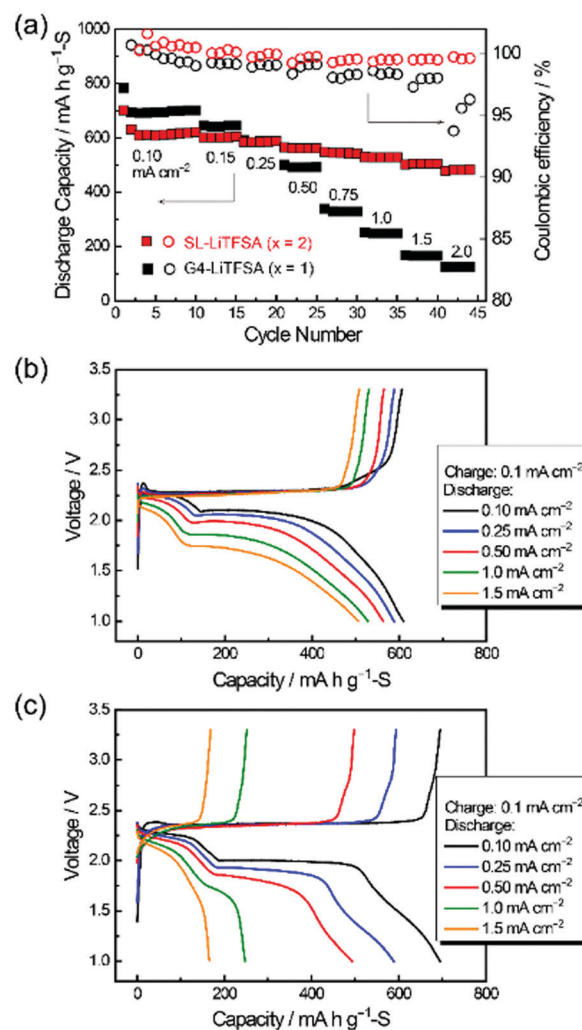 (a)
Discharge Capacity / mA h g⁻¹-S
1000
900
800
700
600
500
400
300
200
100
0
0.10
mA cm⁻²
0.15
0.25
0.50
0.75
1.0
1.5
2.0
SL-LiTFSA (x = 2)
G4-LiTFSA (x = 1)
100
95
90
85
80
Coulombic efficiency / %
0 5 10 15 20 25 30 35 40 45
Cycle Number
(b)
Voltage / V
3.5
3.0
2.5
2.0
1.5
1.0
0 200 400 600 800
Capacity / mA h g⁻¹-S
Charge: 0.1 mA cm⁻²
Discharge:
0.10 mA cm⁻²
0.25 mA cm⁻²
0.50 mA cm⁻²
1.0 mA cm⁻²
1.5 mA cm⁻²
(c)
Voltage / V
3.5
3.0
2.5
2.0
1.5
1.0
0 200 400 600 800
Capacity / mA h g⁻¹-S
Charge: 0.1 mA cm⁻²
Discharge:
0.10 mA cm⁻²
0.25 mA cm⁻²
0.50 mA cm⁻²
1.0 mA cm⁻²
1.5 mA cm⁻²